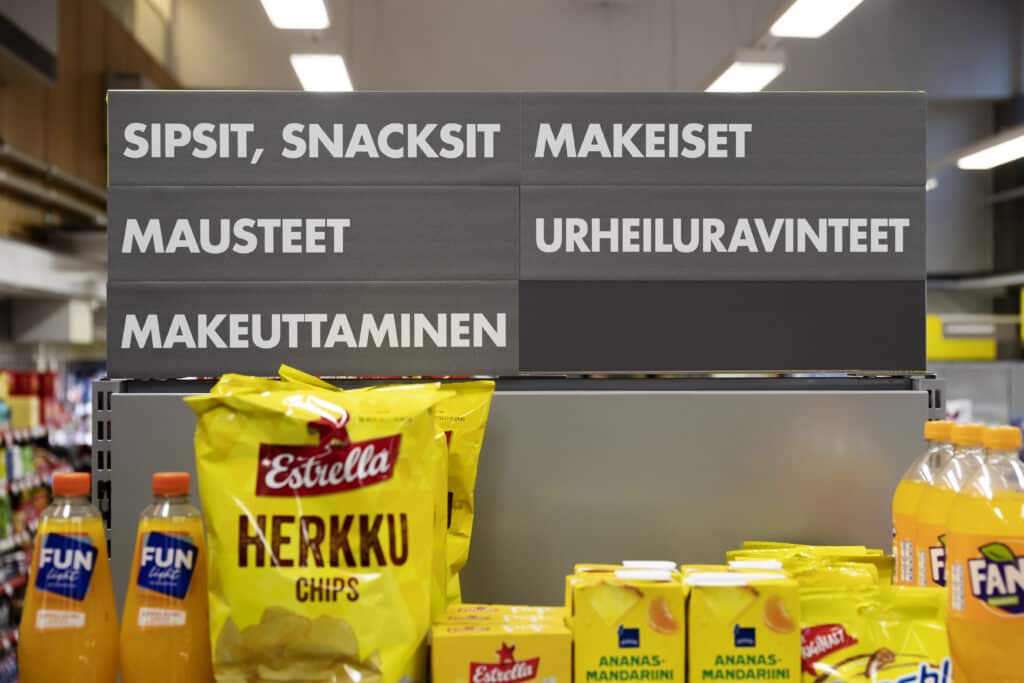 SIPSIT, SNACKSIT
MAKEISET
MAUSTEET
URHEILURAVINTEET
MAKEUTTAMINEN
Estrella
HERKKU
CHIPS
FUN
light
FUN
light
Estrella
ANANAS-
MANDARIINI
ANANAS-
MANDARIINI
FAN